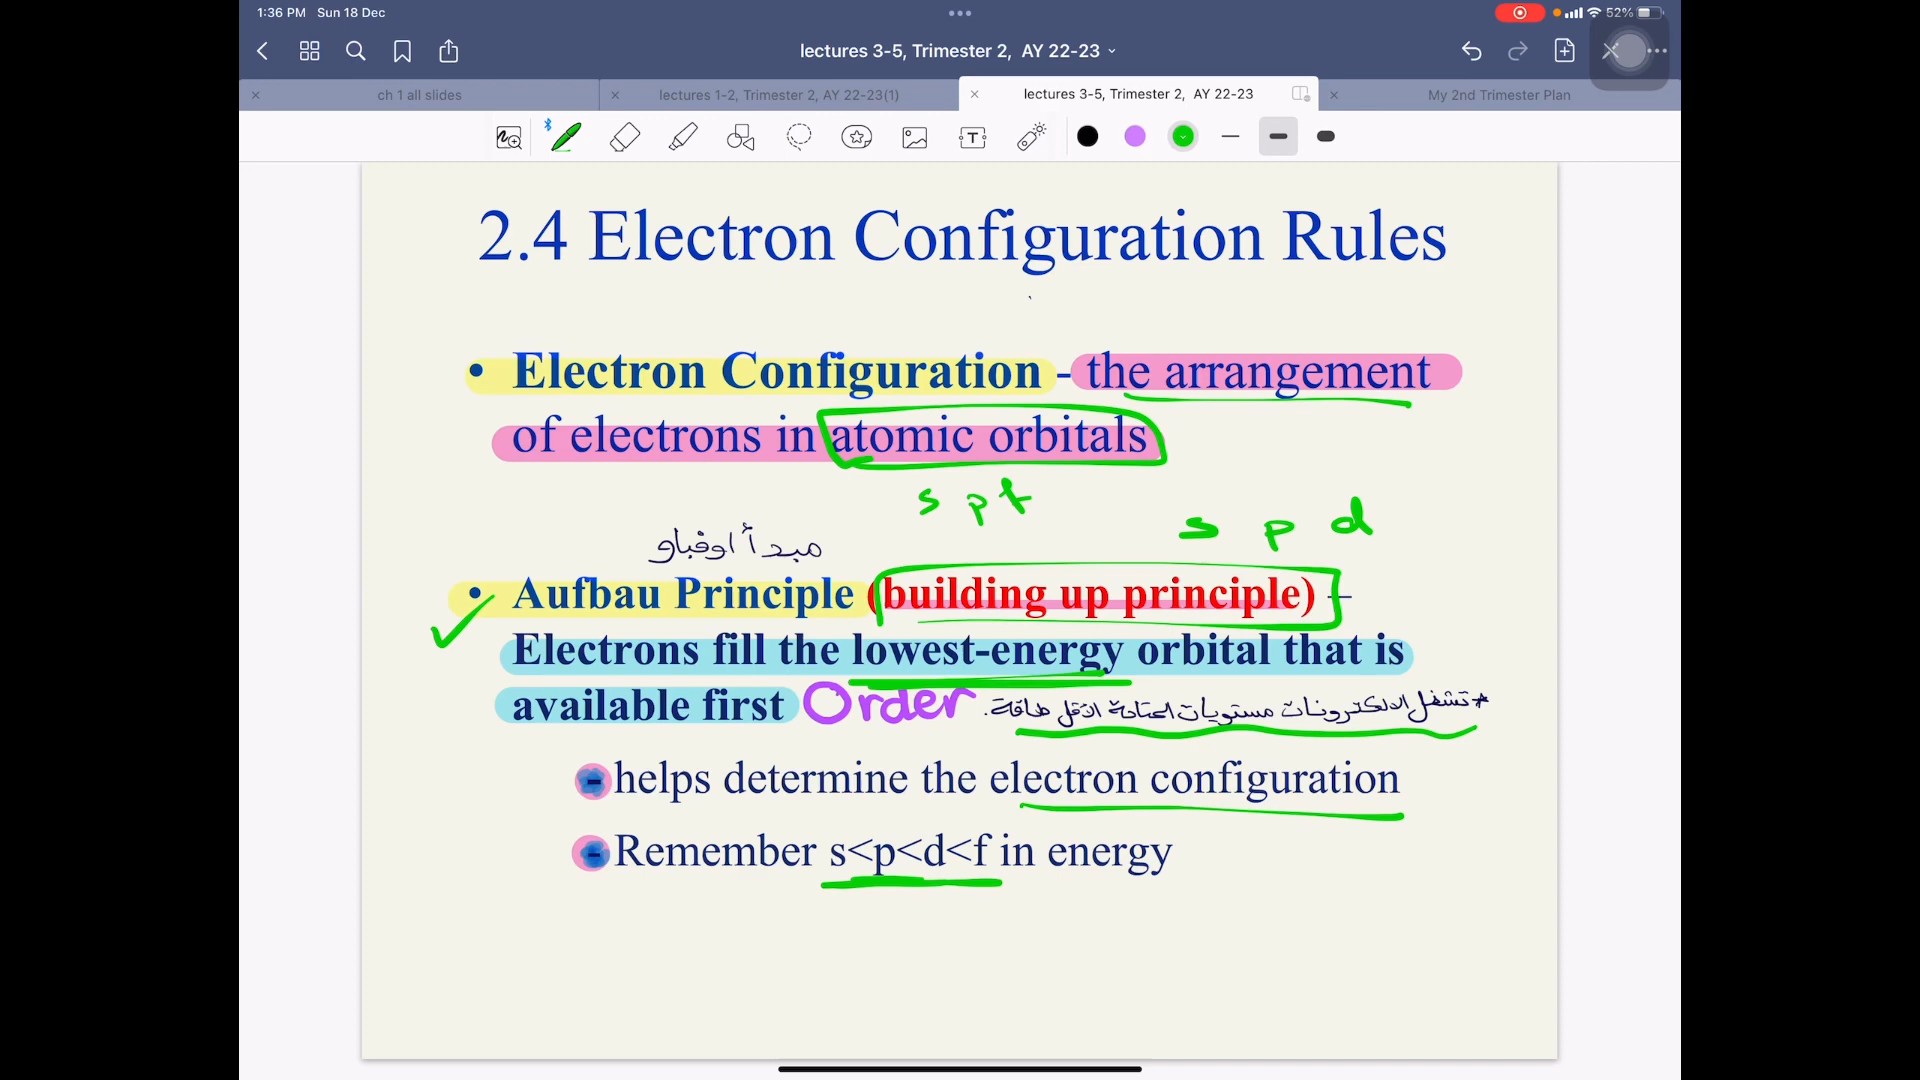 1:36 PM Sun 18 Dec
52%
lectures 3-5, Trimester 2, AY 22-23
ch 1 all slides
lectures 1-2, Trimester 2, AY 22-23(1)
lectures 3-5, Trimester 2, AY 22-23
My 2nd Trimester Plan
2.4 Electron Configuration Rules
• Electron Configuration - the arrangement
of electrons in atomic orbitals
s p f
s p d
مبدأ اوفباو
• Aufbau Principle (building up principle) –
Electrons fill the lowest-energy orbital that is
available first Order
*تشغل الالكترونات مستويات المتاحة الاقل طاقة.
- helps determine the electron configuration
- Remember s<p<d<f in energy